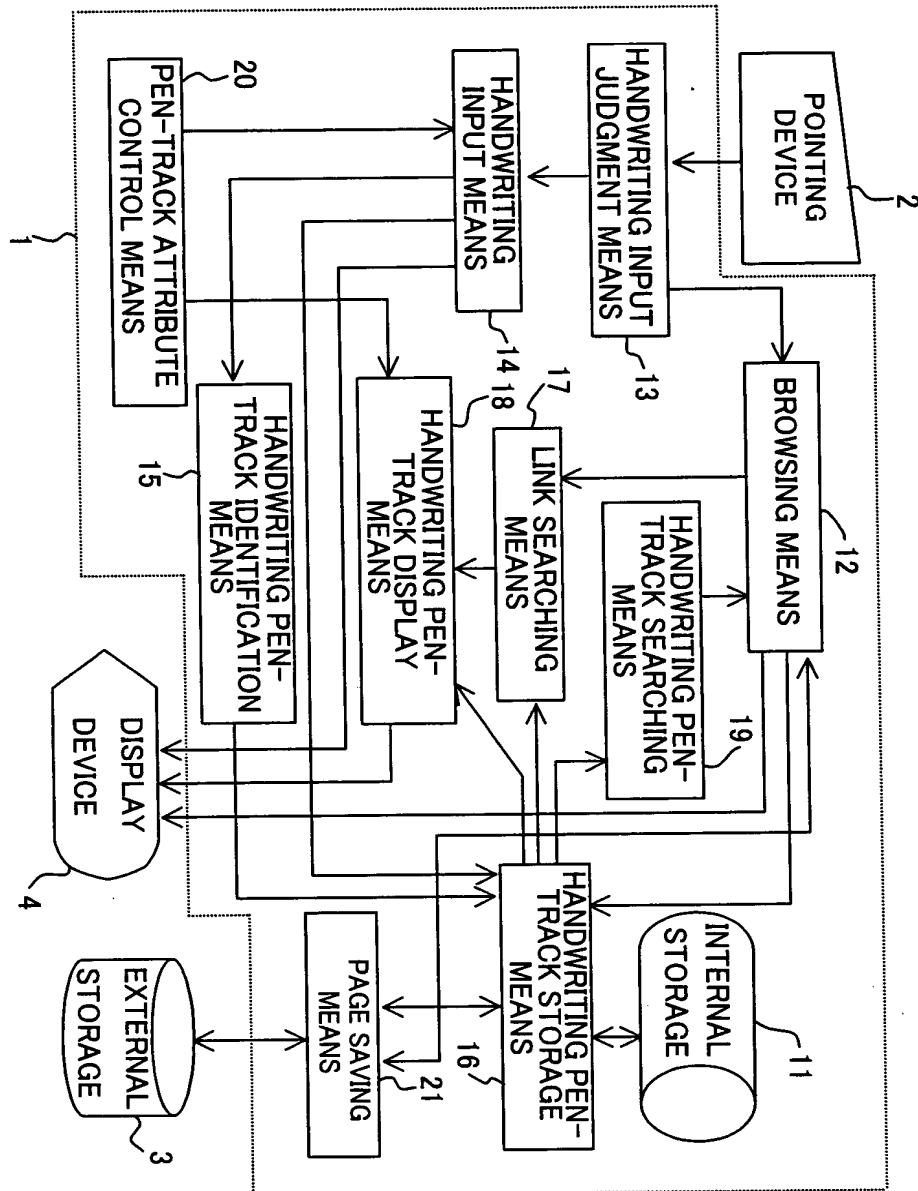 POINTING
DEVICE
2
BROWSING MEANS
12
INTERNAL
STORAGE
11
HANDWRITING INPUT
JUDGMENT MEANS
13
HANDWRITING PEN-
TRACK SEARCHING
MEANS
19
HANDWRITING PEN-
TRACK STORAGE
MEANS
16
LINK SEARCHING
MEANS
17
HANDWRITING
INPUT MEANS
14
HANDWRITING PEN-
TRACK DISPLAY
MEANS
18
PAGE SAVING
MEANS
21
HANDWRITING PEN-
TRACK IDENTIFICATION
MEANS
15
20
PEN-TRACK ATTRIBUTE
CONTROL MEANS
1
DISPLAY
DEVICE
4
EXTERNAL
STORAGE
3